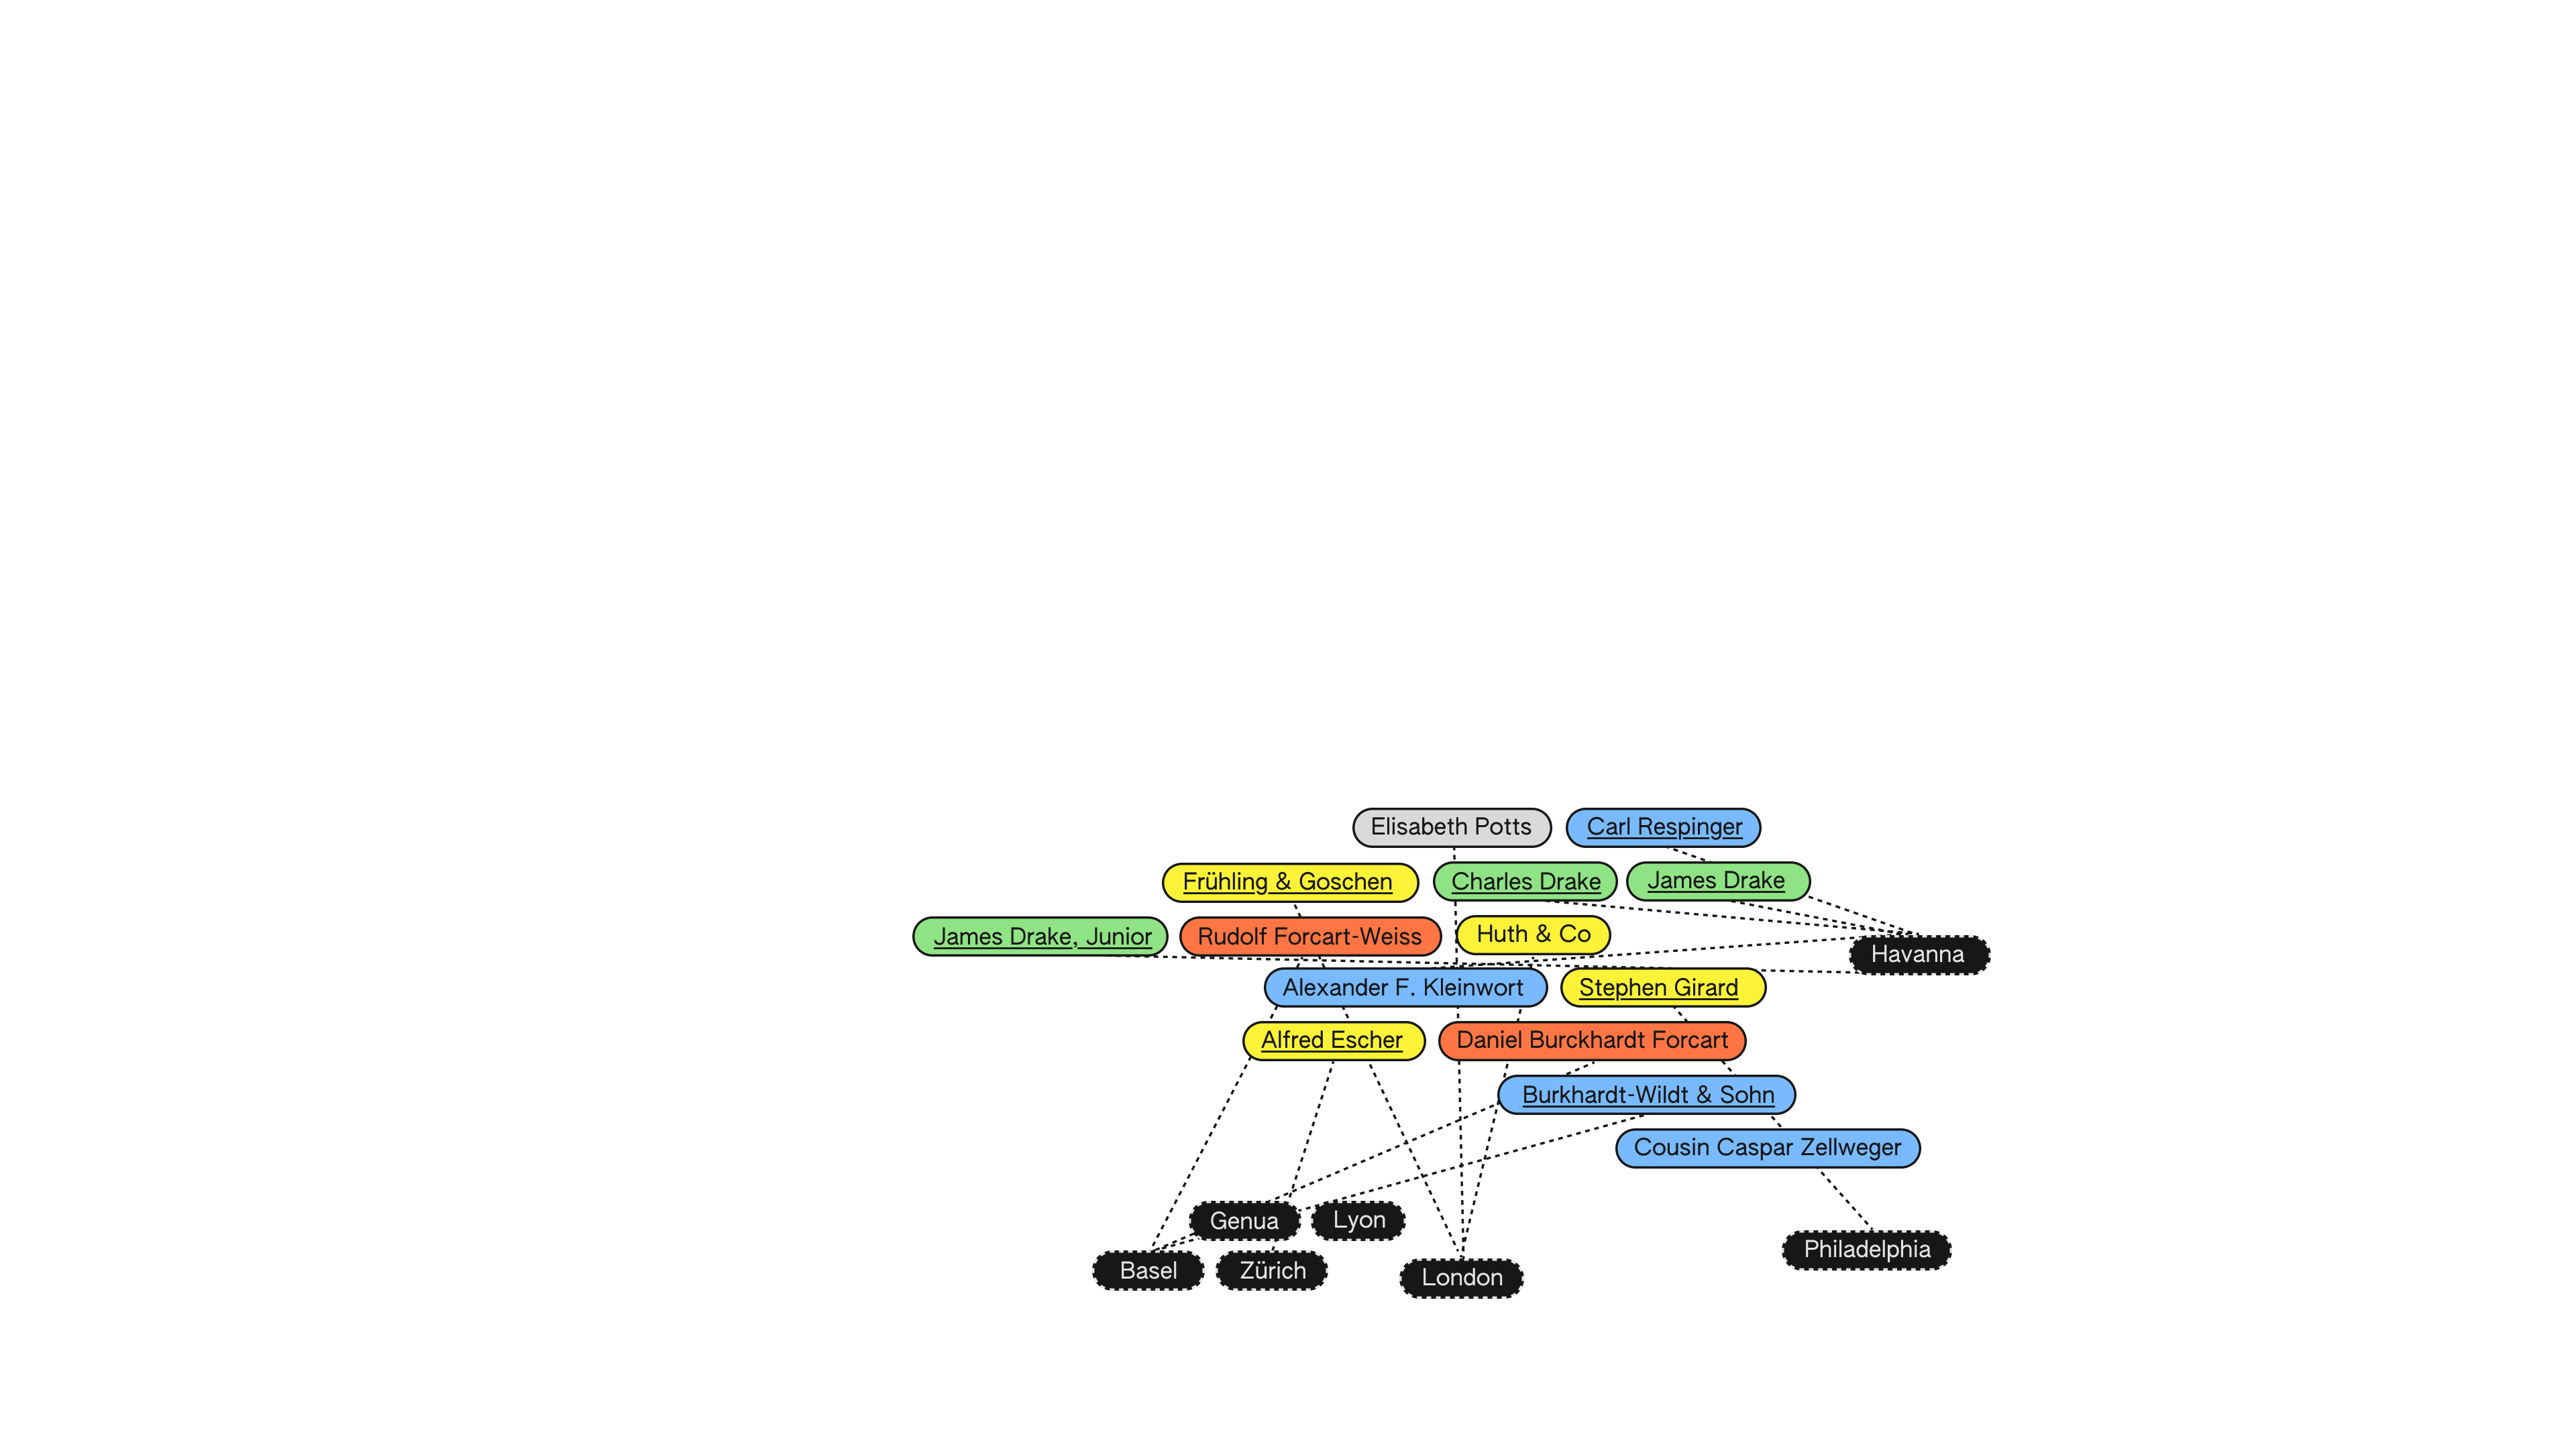 Elisabeth Potts
Carl Respinger
Frühling & Goschen
Charles Drake
James Drake
James Drake, Junior
Rudolf Forcart-Weiss
Huth & Co
Havanna
Alexander F. Kleinwort
Stephen Girard
Alfred Escher
Daniel Burckhardt Forcart
Burkhardt-Wildt & Sohn
Cousin Caspar Zellweger
Genua
Lyon
Philadelphia
Basel
Zürich
London